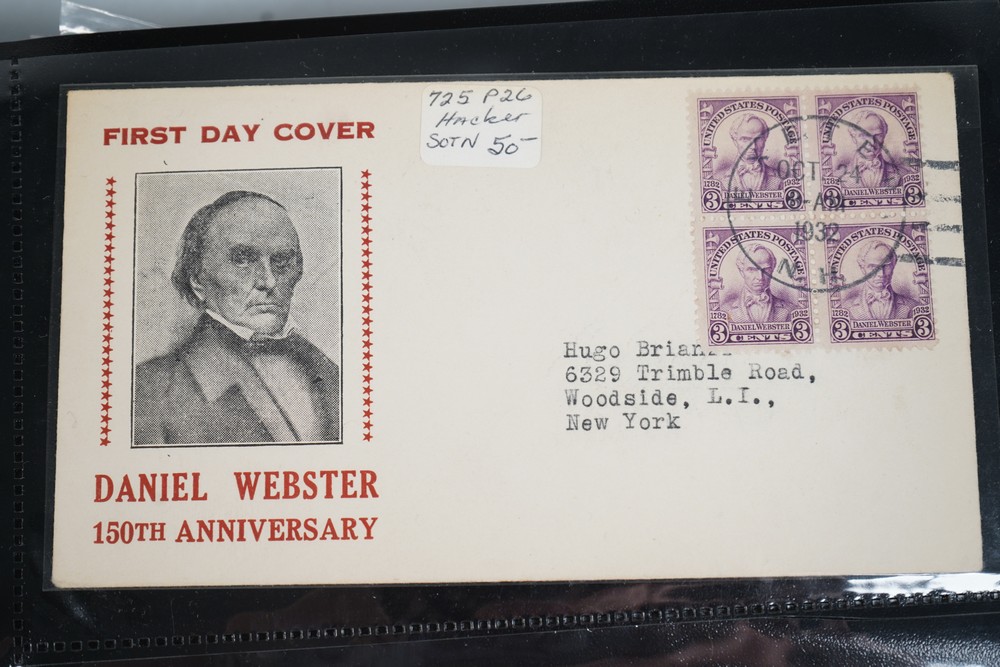 FIRST DAY COVER
DANIEL WEBSTER
150TH ANNIVERSARY
725 P26
Hacker
SOTN 50-
UNITED STATES POSTAGE
1782 1932
DANIEL WEBSTER
3 CENTS 3
UNITED STATES POSTAGE
1782 1932
DANIEL WEBSTER
CENTS 3
UNITED STATES POSTAGE
1782 1932
DANIEL WEBSTER
3 CENTS 3
UNITED STATES POSTAGE
1782 1932
DANIEL WEBSTER
3 CENTS 3
OCT 24
1932
N.H.
Hugo
6329 Trimble Road,
Woodside, L.I.,
New York